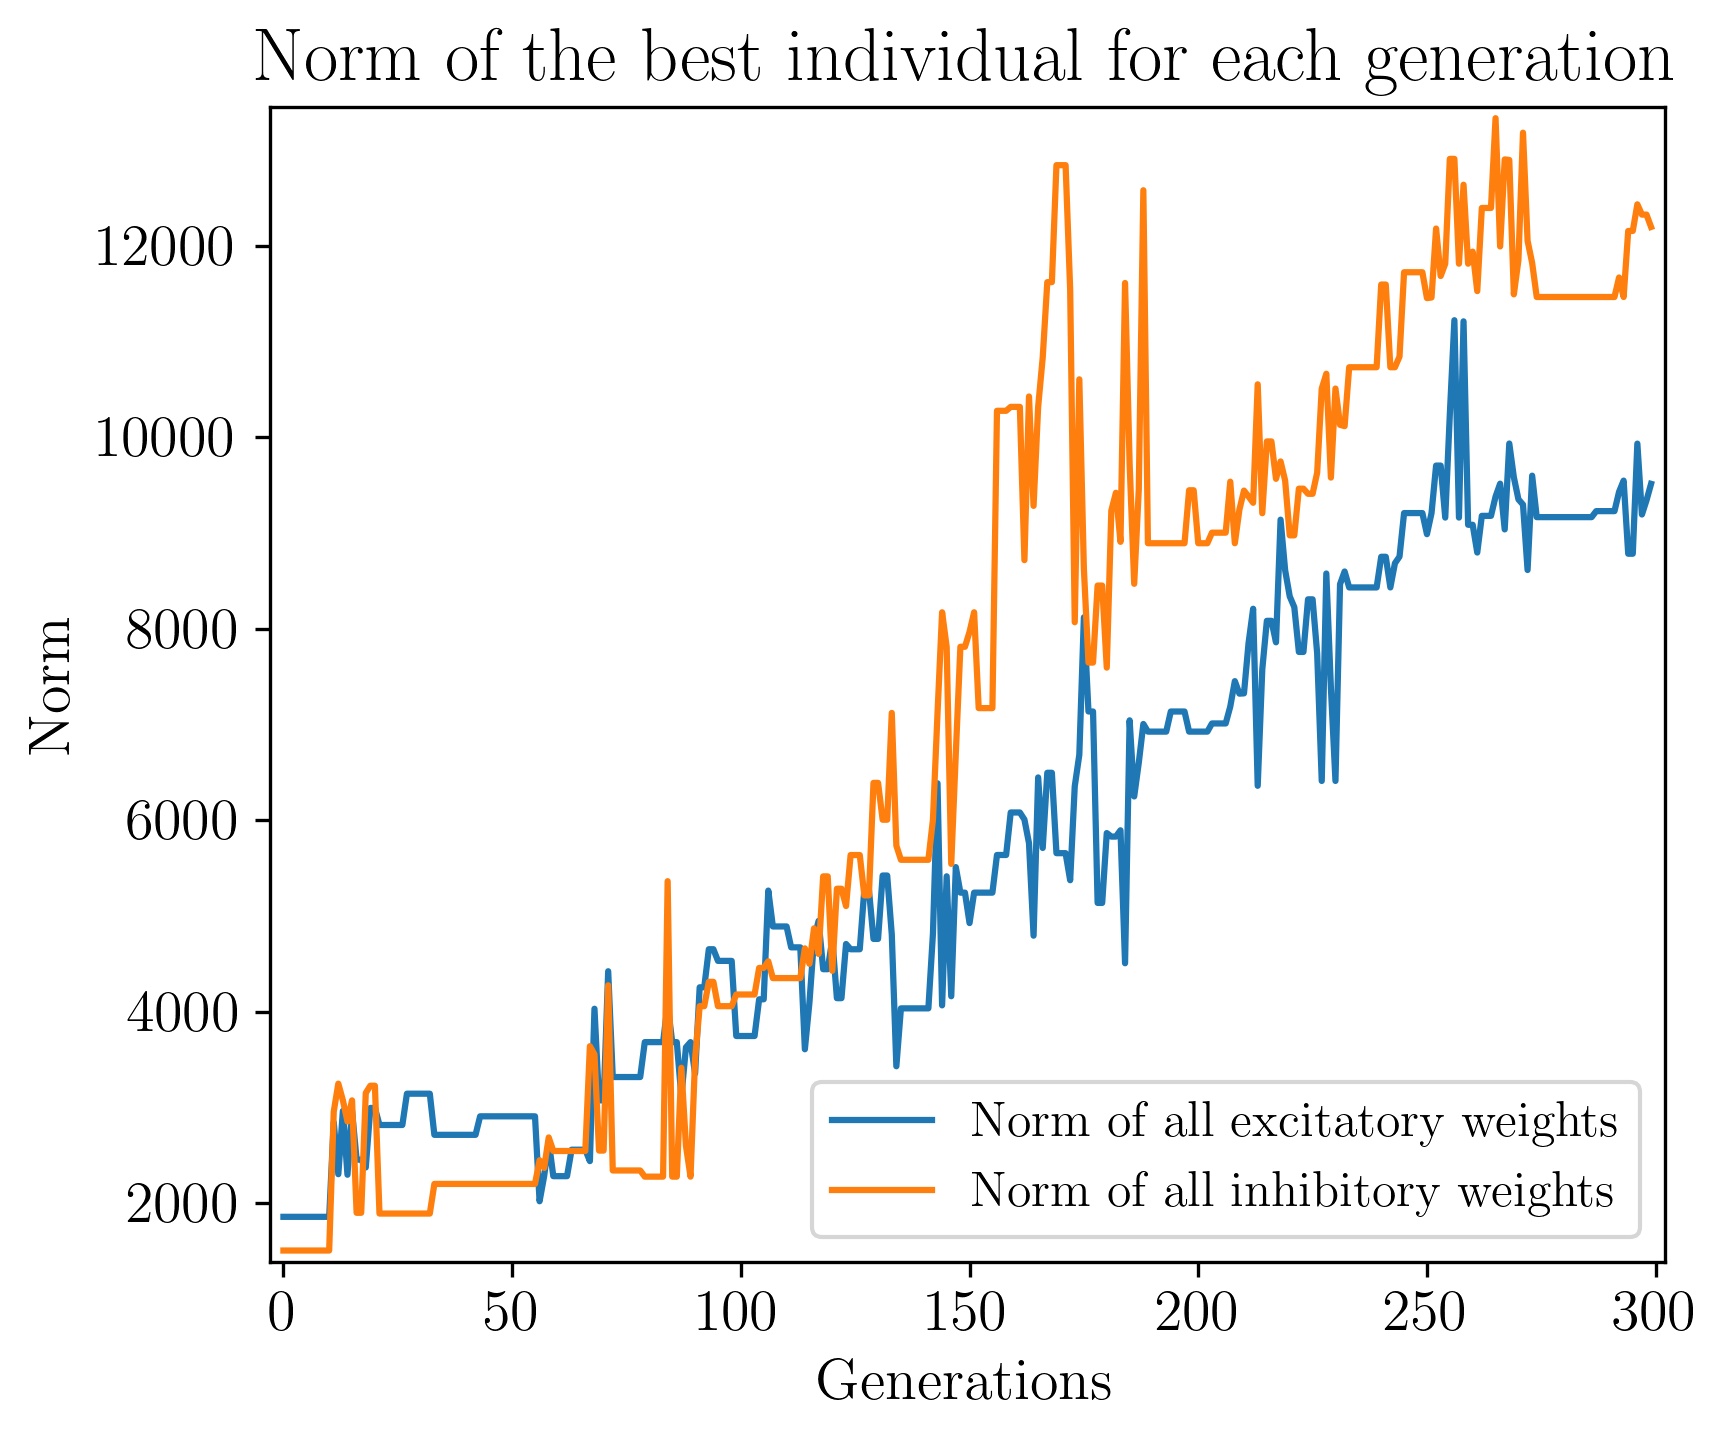 Norm of the best individual for each generation
12000
10000
8000
6000
4000
2000
Norm
Norm of all excitatory weights
Norm of all inhibitory weights
0 50 100 150 200 250 300
Generations